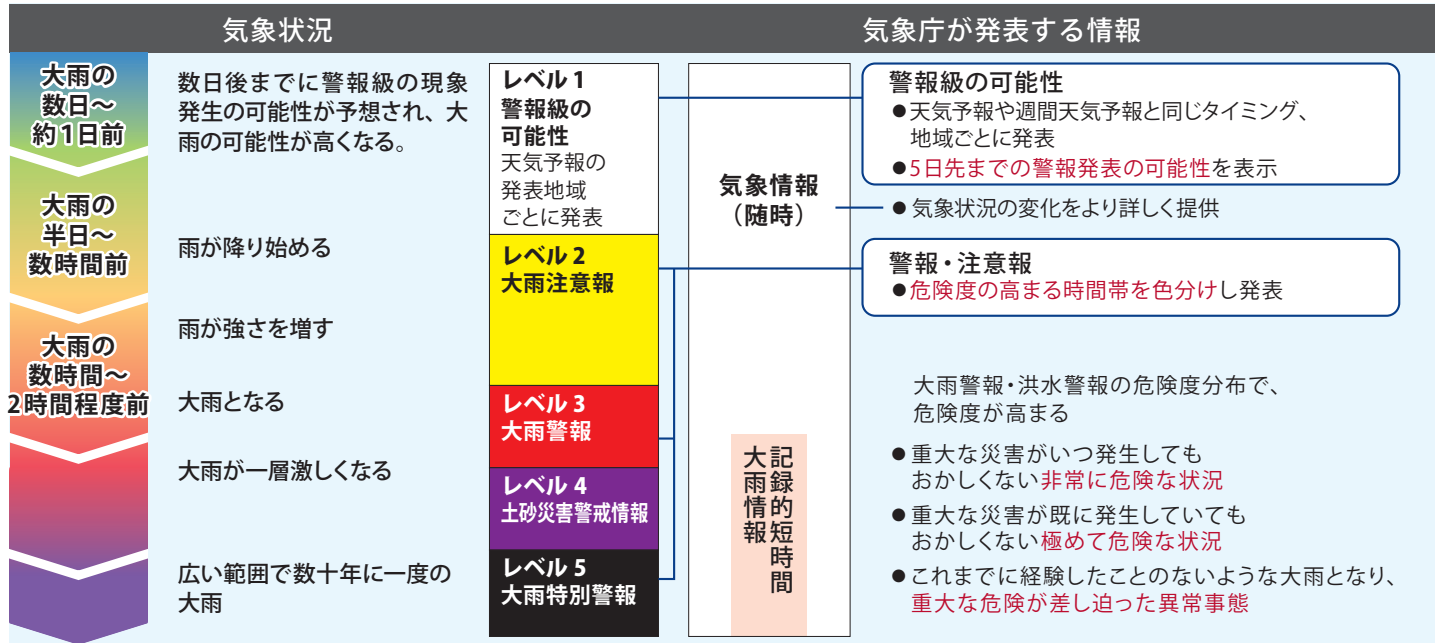 気象状況
気象庁が発表する情報
大雨の
数日～
約1日前
大雨の
半日～
数時間前
大雨の
数時間～
2時間程度前
数日後までに警報級の現象
発生の可能性が予想され、大
雨の可能性が高くなる。
雨が降り始める
雨が強さを増す
大雨となる
大雨が一層激しくなる
広い範囲で数十年に一度の
大雨
レベル 1
警報級の
可能性
天気予報の
発表地域
ごとに発表
レベル 2
大雨注意報
レベル 3
大雨警報
レベル 4
土砂災害警戒情報
レベル 5
大雨特別警報
気象情報
（随時）
記録的短時間
大雨情報
警報級の可能性
●天気予報や週間天気予報と同じタイミング、
地域ごとに発表
●5日先までの警報発表の可能性を表示
●気象状況の変化をより詳しく提供
警報・注意報
●危険度の高まる時間帯を色分けし発表
大雨警報・洪水警報の危険度分布で、
危険度が高まる
●重大な災害がいつ発生しても
おかしくない非常に危険な状況
●重大な災害が既に発生していても
おかしくない極めて危険な状況
●これまでに経験したことのないような大雨となり、
重大な危険が差し迫った異常事態